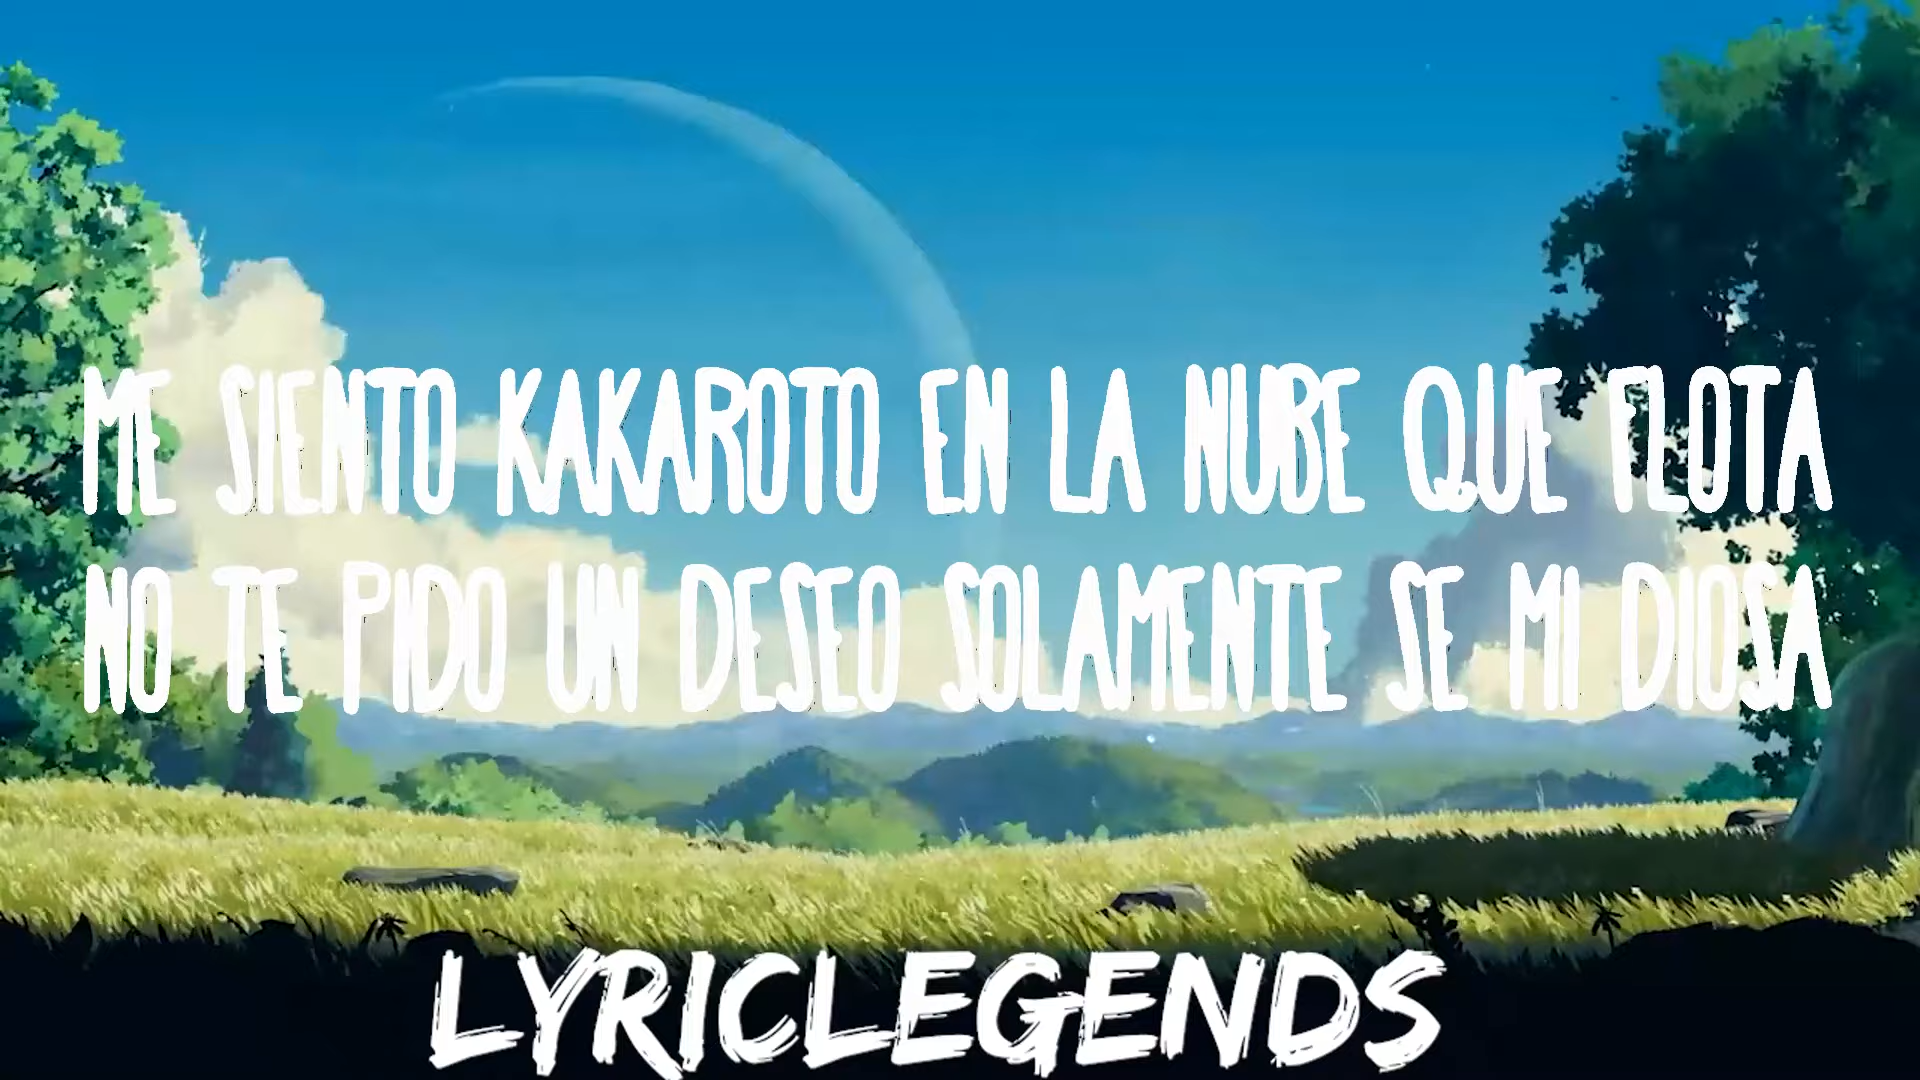 ME SIENTO KAKAROTO EN LA NUBE QUE FLOTA
NO TE PIDO UN DESEO SOLAMENTE SE MI DIOSA
LYRICLEGENDS